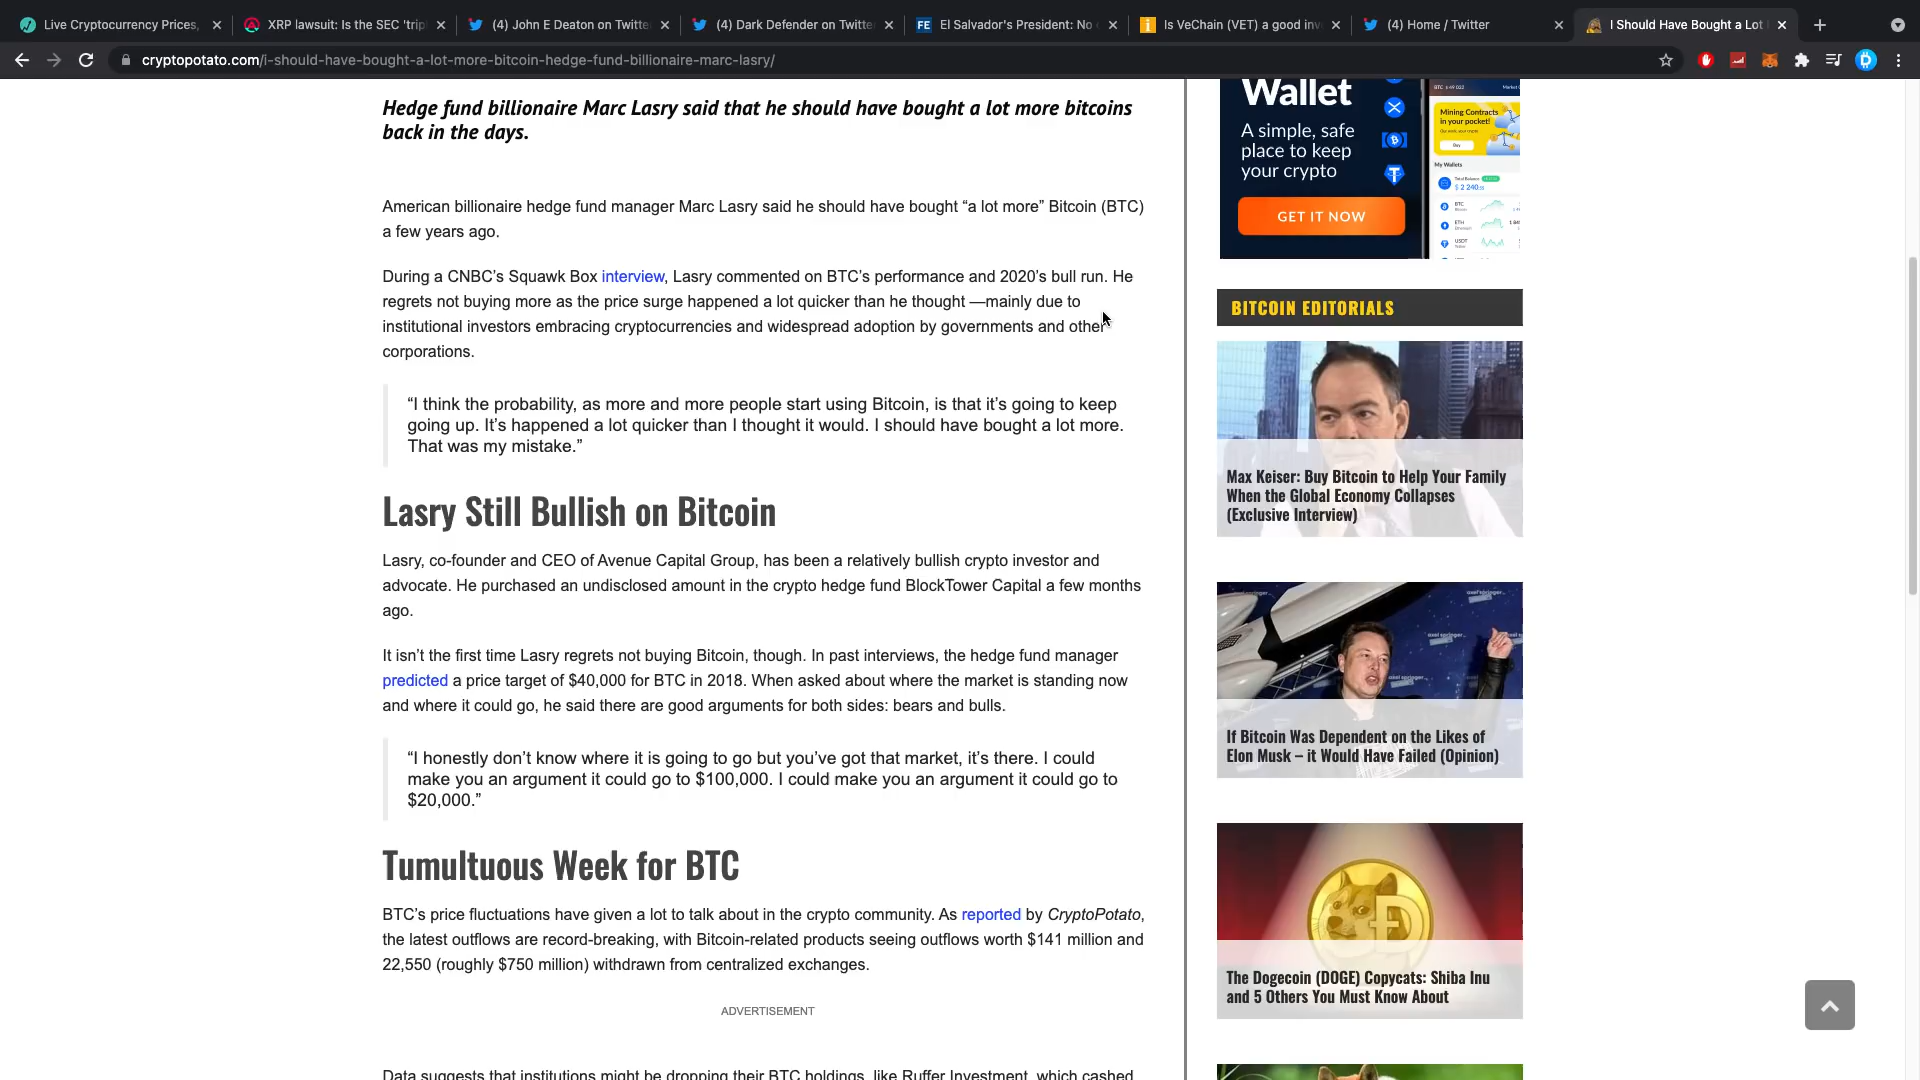 Live Cryptocurrency Prices,
XRP lawsuit: Is the SEC 'trip
(4) John E Deaton on Twitte
(4) Dark Defender on Twitte
FE
El Salvador's President: No
Is VeChain (VET) a good inv
(4) Home / Twitter
I Should Have Bought a Lot
cryptopotato.com/i-should-have-bought-a-lot-more-bitcoin-hedge-fund-billionaire-marc-lasry/
Hedge fund billionaire Marc Lasry said that he should have bought a lot more bitcoins
back in the days.
American billionaire hedge fund manager Marc Lasry said he should have bought “a lot more” Bitcoin (BTC)
a few years ago.
During a CNBC’s Squawk Box interview, Lasry commented on BTC’s performance and 2020’s bull run. He
regrets not buying more as the price surge happened a lot quicker than he thought —mainly due to
institutional investors embracing cryptocurrencies and widespread adoption by governments and other
corporations.
“I think the probability, as more and more people start using Bitcoin, is that it’s going to keep
going up. It’s happened a lot quicker than I thought it would. I should have bought a lot more.
That was my mistake.”
Lasry Still Bullish on Bitcoin
Lasry, co-founder and CEO of Avenue Capital Group, has been a relatively bullish crypto investor and
advocate. He purchased an undisclosed amount in the crypto hedge fund BlockTower Capital a few months
ago.
It isn’t the first time Lasry regrets not buying Bitcoin, though. In past interviews, the hedge fund manager
predicted a price target of $40,000 for BTC in 2018. When asked about where the market is standing now
and where it could go, he said there are good arguments for both sides: bears and bulls.
“I honestly don’t know where it is going to go but you’ve got that market, it’s there. I could
make you an argument it could go to $100,000. I could make you an argument it could go to
$20,000.”
Tumultuous Week for BTC
BTC’s price fluctuations have given a lot to talk about in the crypto community. As reported by CryptoPotato,
the latest outflows are record-breaking, with Bitcoin-related products seeing outflows worth $141 million and
22,550 (roughly $750 million) withdrawn from centralized exchanges.
ADVERTISEMENT
Data suggests that institutions might be dropping their BTC holdings, like Ruffer Investment, which cashed
Wallet
A simple, safe
place to keep
your crypto
GET IT NOW
Mining Contracts
in your pocket!
Buy
My Wallets
Total Balance
$ 2 240
BTC
ETH
USDT
BITCOIN EDITORIALS
Max Keiser: Buy Bitcoin to Help Your Family
When the Global Economy Collapses
(Exclusive Interview)
If Bitcoin Was Dependent on the Likes of
Elon Musk – it Would Have Failed (Opinion)
The Dogecoin (DOGE) Copycats: Shiba Inu
and 5 Others You Must Know About